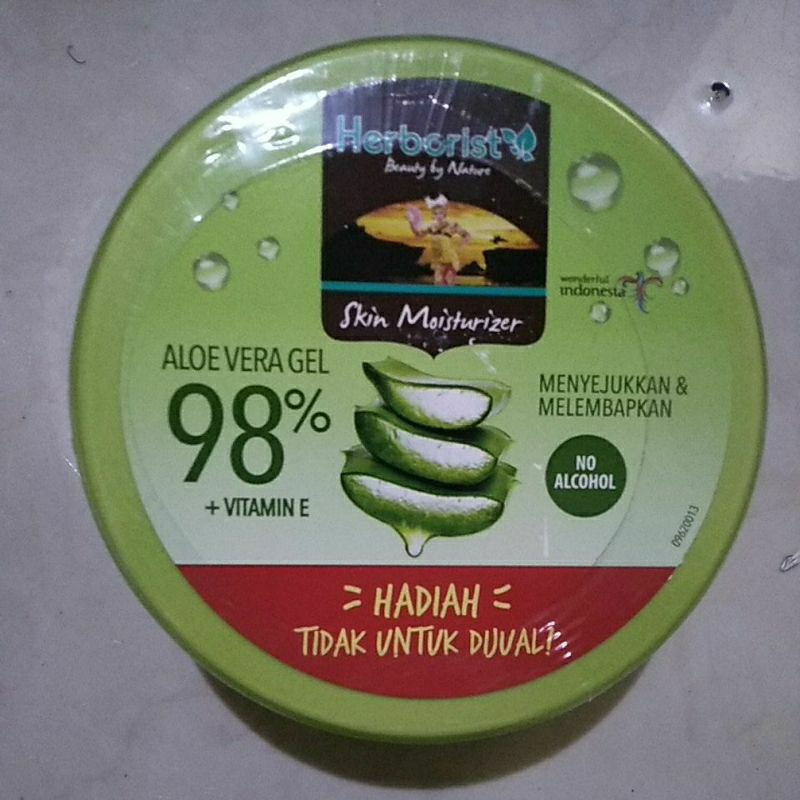 Herborist
Beauty by Nature
wonderful
indonesia
Skin Moisturizer
ALOE VERA GEL
98%
+ VITAMIN E
MENYEJUKKAN &
MELEMBAPKAN
NO
ALCOHOL
09620013
HADIAH
TIDAK UNTUK DIJUAL!